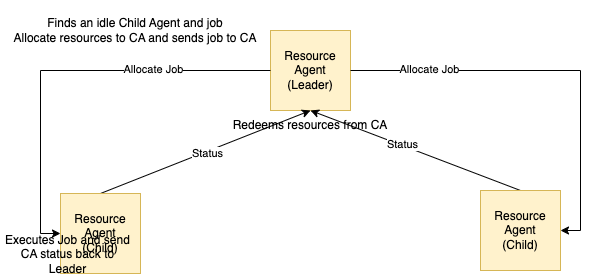 Finds an idle Child Agent and job
Allocate resources to CA and sends job to CA
Resource
Agent
(Leader)
Allocate Job
Allocate Job
Redeems resources from CA
Status
Status
Resource
Agent
(Child)
Executes Job and send
CA status back to
Leader
Resource
Agent
(Child)